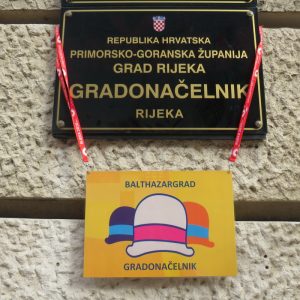 REPUBLIKA HRVATSKA
PRIMORSKO-GORANSKA ŽUPANIJA
GRAD RIJEKA
GRADONAČELNIK
RIJEKA
BALTHAZARGRAD
GRADONAČELNIK